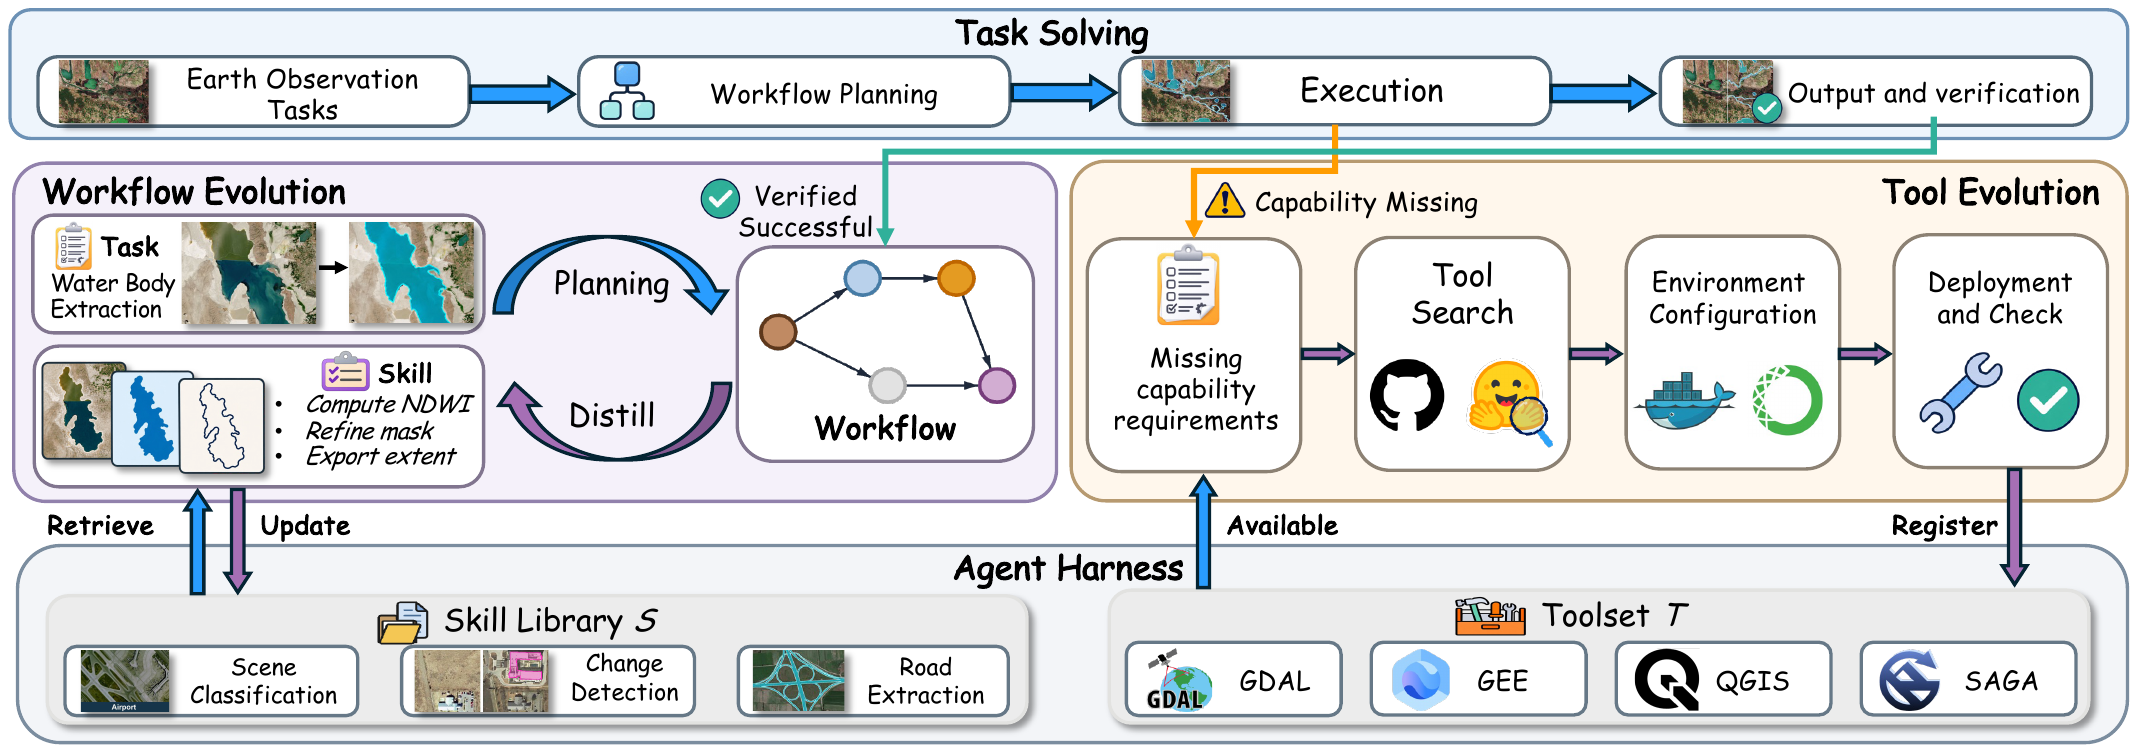 Task Solving
Earth Observation
Tasks
Workflow Planning
Execution
Output and verification
Workflow Evolution
Verified
Successful
Task
Water Body
Extraction
Planning
Distill
Skill
• Compute NDWI
• Refine mask
• Export extent
Workflow
Tool Evolution
Capability Missing
Missing
capability
requirements
Tool
Search
Environment
Configuration
Deployment
and Check
Retrieve
Update
Available
Register
Agent Harness
Skill Library S
Airport
Scene
Classification
Change
Detection
Road
Extraction
Toolset T
GDAL
GDAL
GEE
QGIS
SAGA